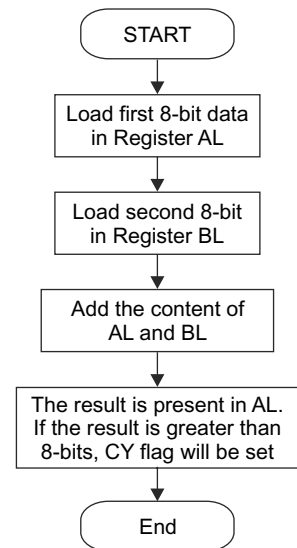 START
Load first 8-bit data
in Register AL
Load second 8-bit
in Register BL
Add the content of
AL and BL
The result is present in AL.
If the result is greater than
8-bits, CY flag will be set
End